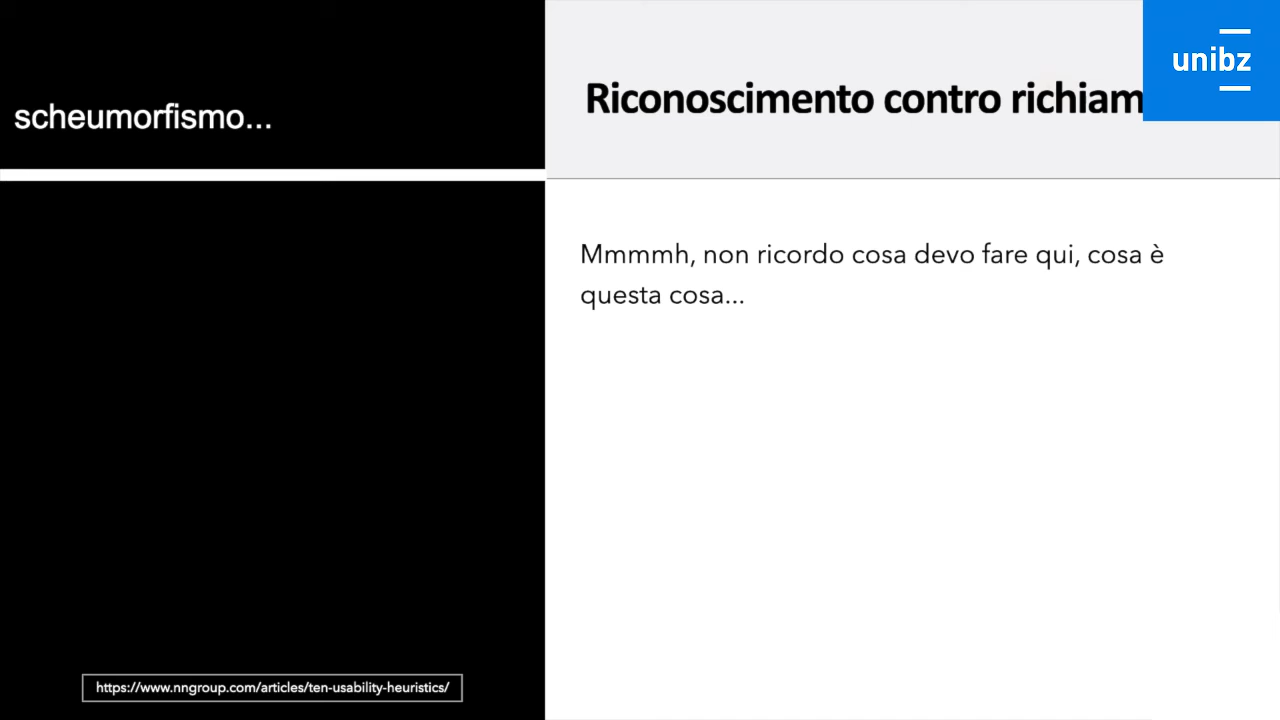 scheumorfismo...
Riconoscimento contro richiam
unibz
Mmmmh, non ricordo cosa devo fare qui, cosa è
questa cosa...
https://www.nngroup.com/articles/ten-usability-heuristics/